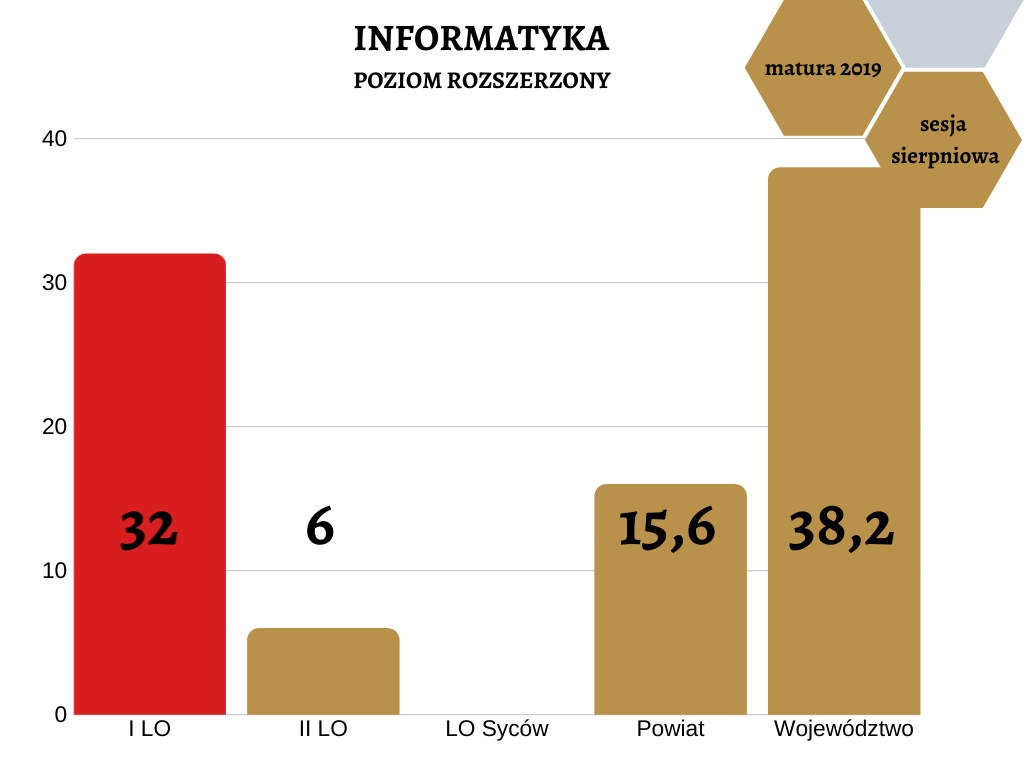 INFORMATYKA
POZIOM ROZSZERZONY
matura 2019
sesja
sierpniowa
40
30
20
10
0
32
6
15,6
38,2
I LO
II LO
LO Syców
Powiat
Województwo